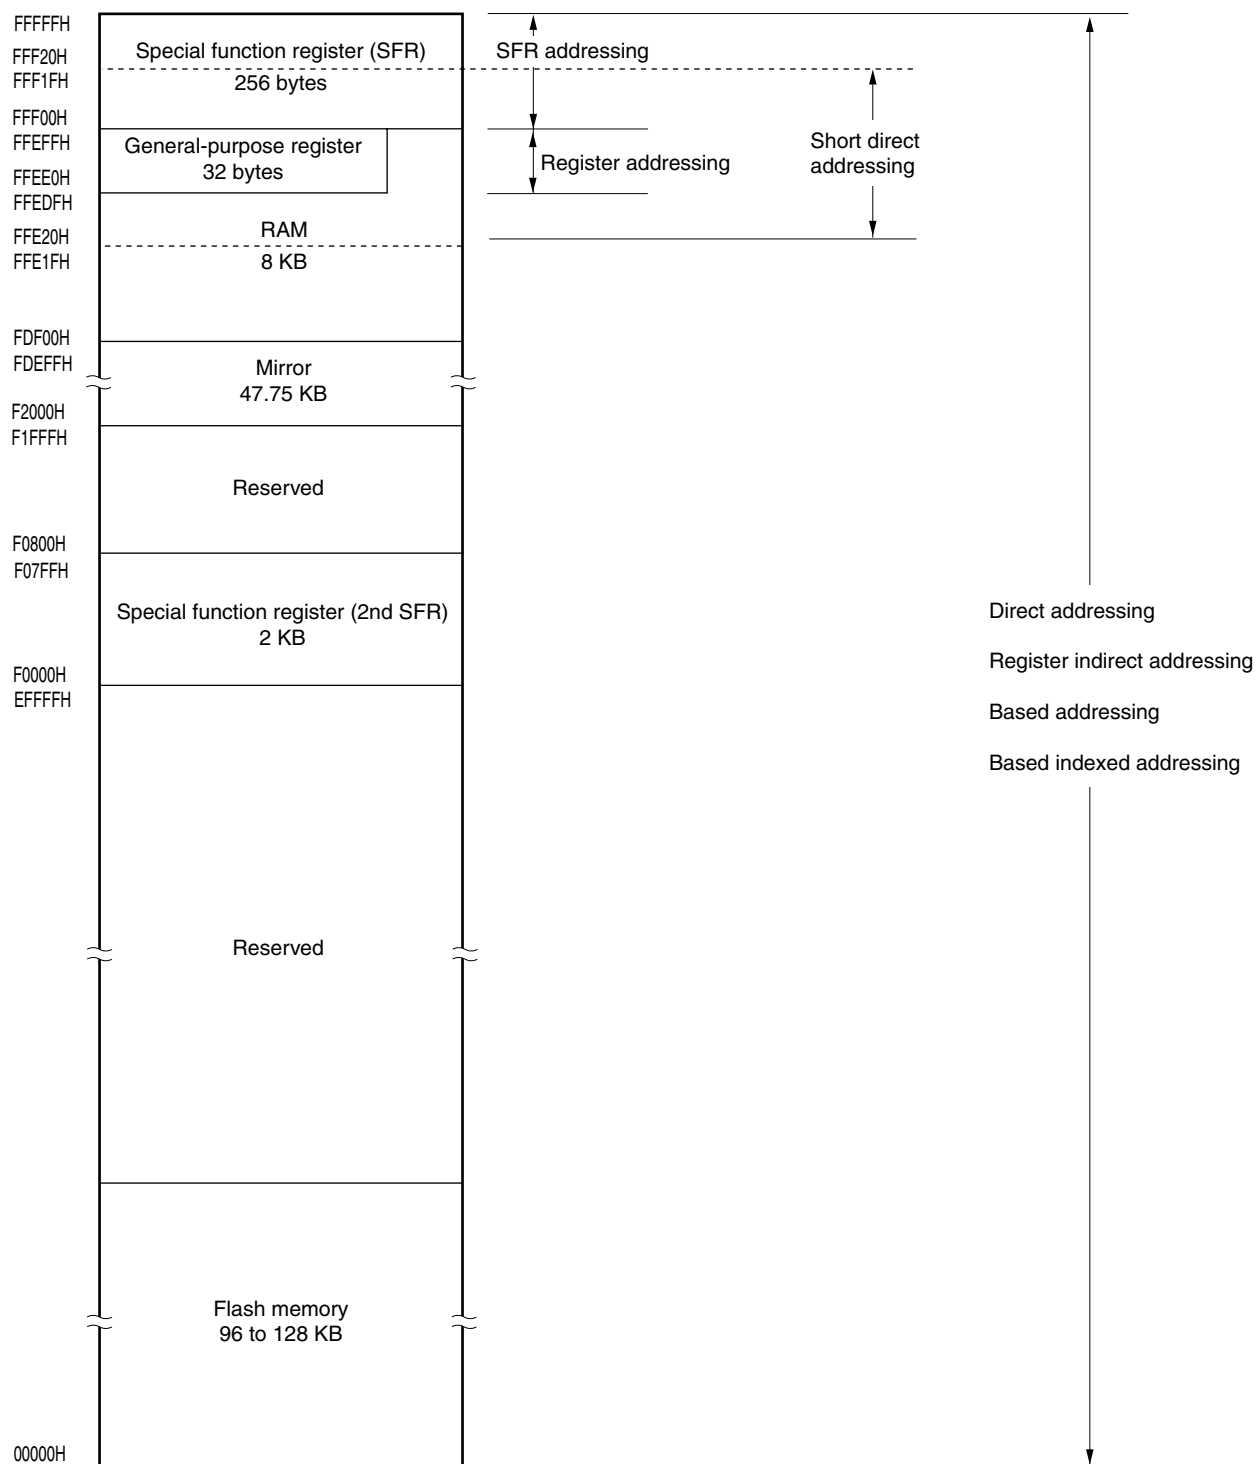 FFFFFH
FFF20H
FFF1FH
FFF00H
FFEFFH
FFEE0H
FFEDFH
FFE20H
FFE1FH
FDF00H
FDEFFH
F2000H
F1FFFH
F0800H
F07FFH
F0000H
EFFFFH
00000H
Special function register (SFR)
256 bytes
General-purpose register
32 bytes
RAM
8 KB
Mirror
47.75 KB
Reserved
Special function register (2nd SFR)
2 KB
Reserved
Flash memory
96 to 128 KB
SFR addressing
Register addressing
Short direct
addressing
Direct addressing
Register indirect addressing
Based addressing
Based indexed addressing